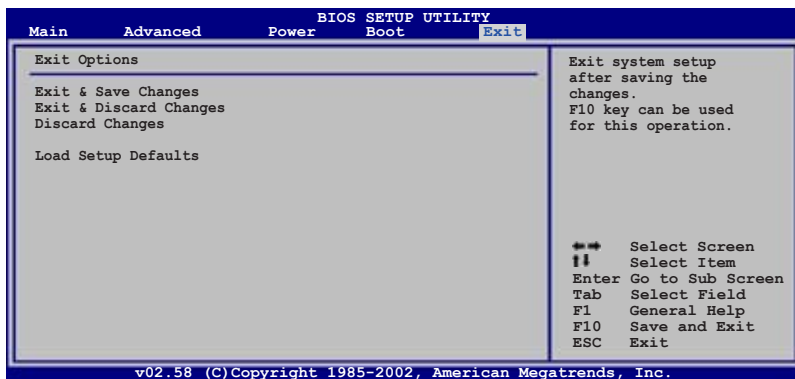 BIOS SETUP UTILITY
Main Advanced Power Boot Exit
Exit Options
Exit & Save Changes
Exit & Discard Changes
Discard Changes
Load Setup Defaults
Exit system setup
after saving the
changes.
F10 key can be used
for this operation.
←→ Select Screen
↑↓ Select Item
Enter Go to Sub Screen
Tab Select Field
F1 General Help
F10 Save and Exit
ESC Exit
v02.58 (C)Copyright 1985-2002, American Megatrends, Inc.